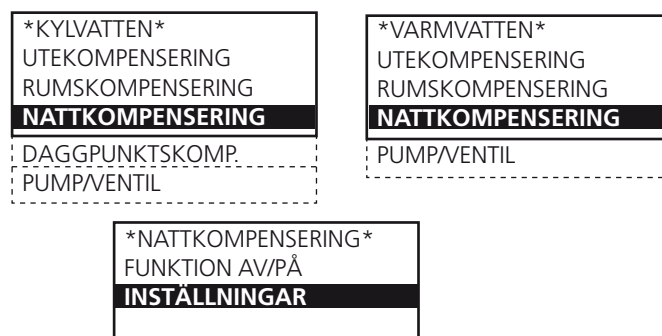 *KYLVATTEN*
UTEKOMPENSERING
RUMSKOMPENSERING
NATTKOMPENSERING
DAGGPUNKTSKOMP.
PUMP/VENTIL
*VARMVATTEN*
UTEKOMPENSERING
RUMSKOMPENSERING
NATTKOMPENSERING
PUMP/VENTIL
*NATTKOMPENSERING*
FUNKTION AV/PÅ
INSTÄLLNINGAR